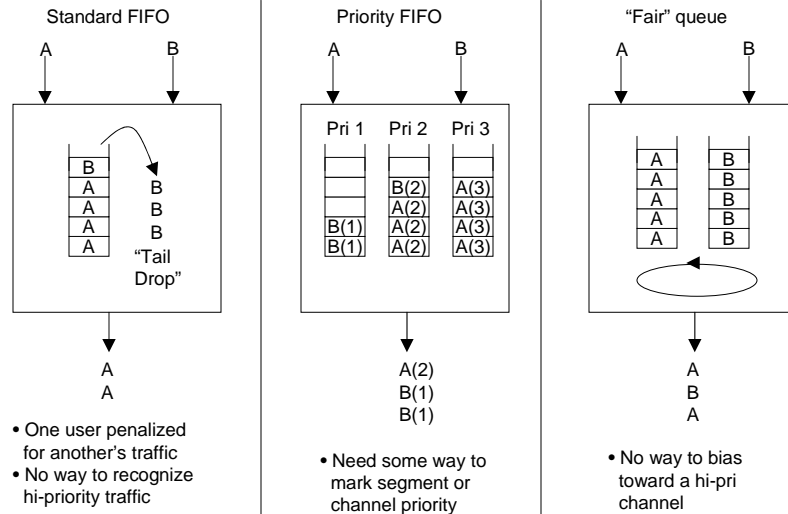 Standard FIFO
A
B
B
A
A
A
A
B
B
B
“Tail
Drop”
A
A
• One user penalized
for another’s traffic
• No way to recognize
hi-priority traffic
Priority FIFO
A
B
Pri 1 Pri 2 Pri 3
B(2) A(3)
A(2) A(3)
B(1) A(2) A(3)
B(1) A(2) A(3)
A(2)
B(1)
B(1)
• Need some way to
mark segment or
channel priority
“Fair” queue
A
B
A B
A B
A B
A B
A B
A
B
A
• No way to bias
toward a hi-pri
channel